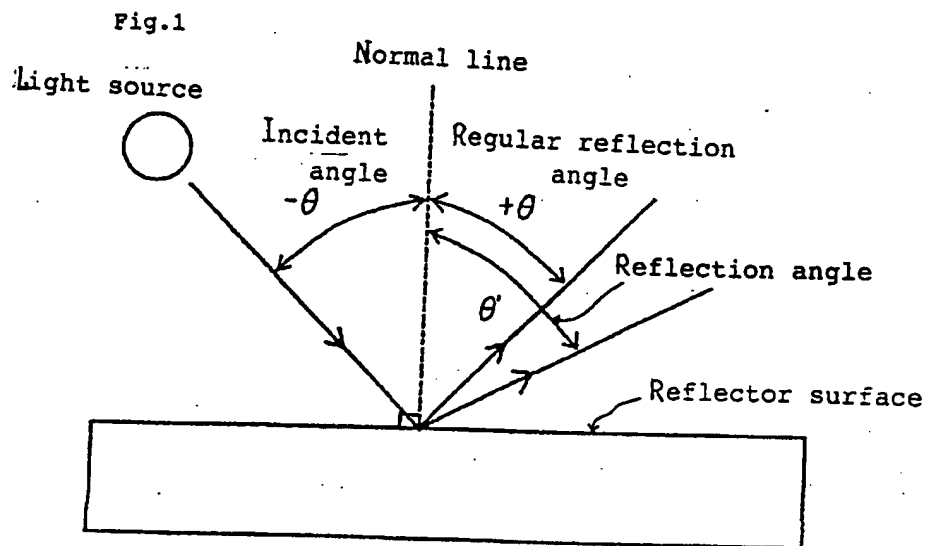 Fig.1
Normal line
Light source
Incident
angle
Regular reflection
angle
-θ
+θ
Reflection angle
θ'
Reflector surface